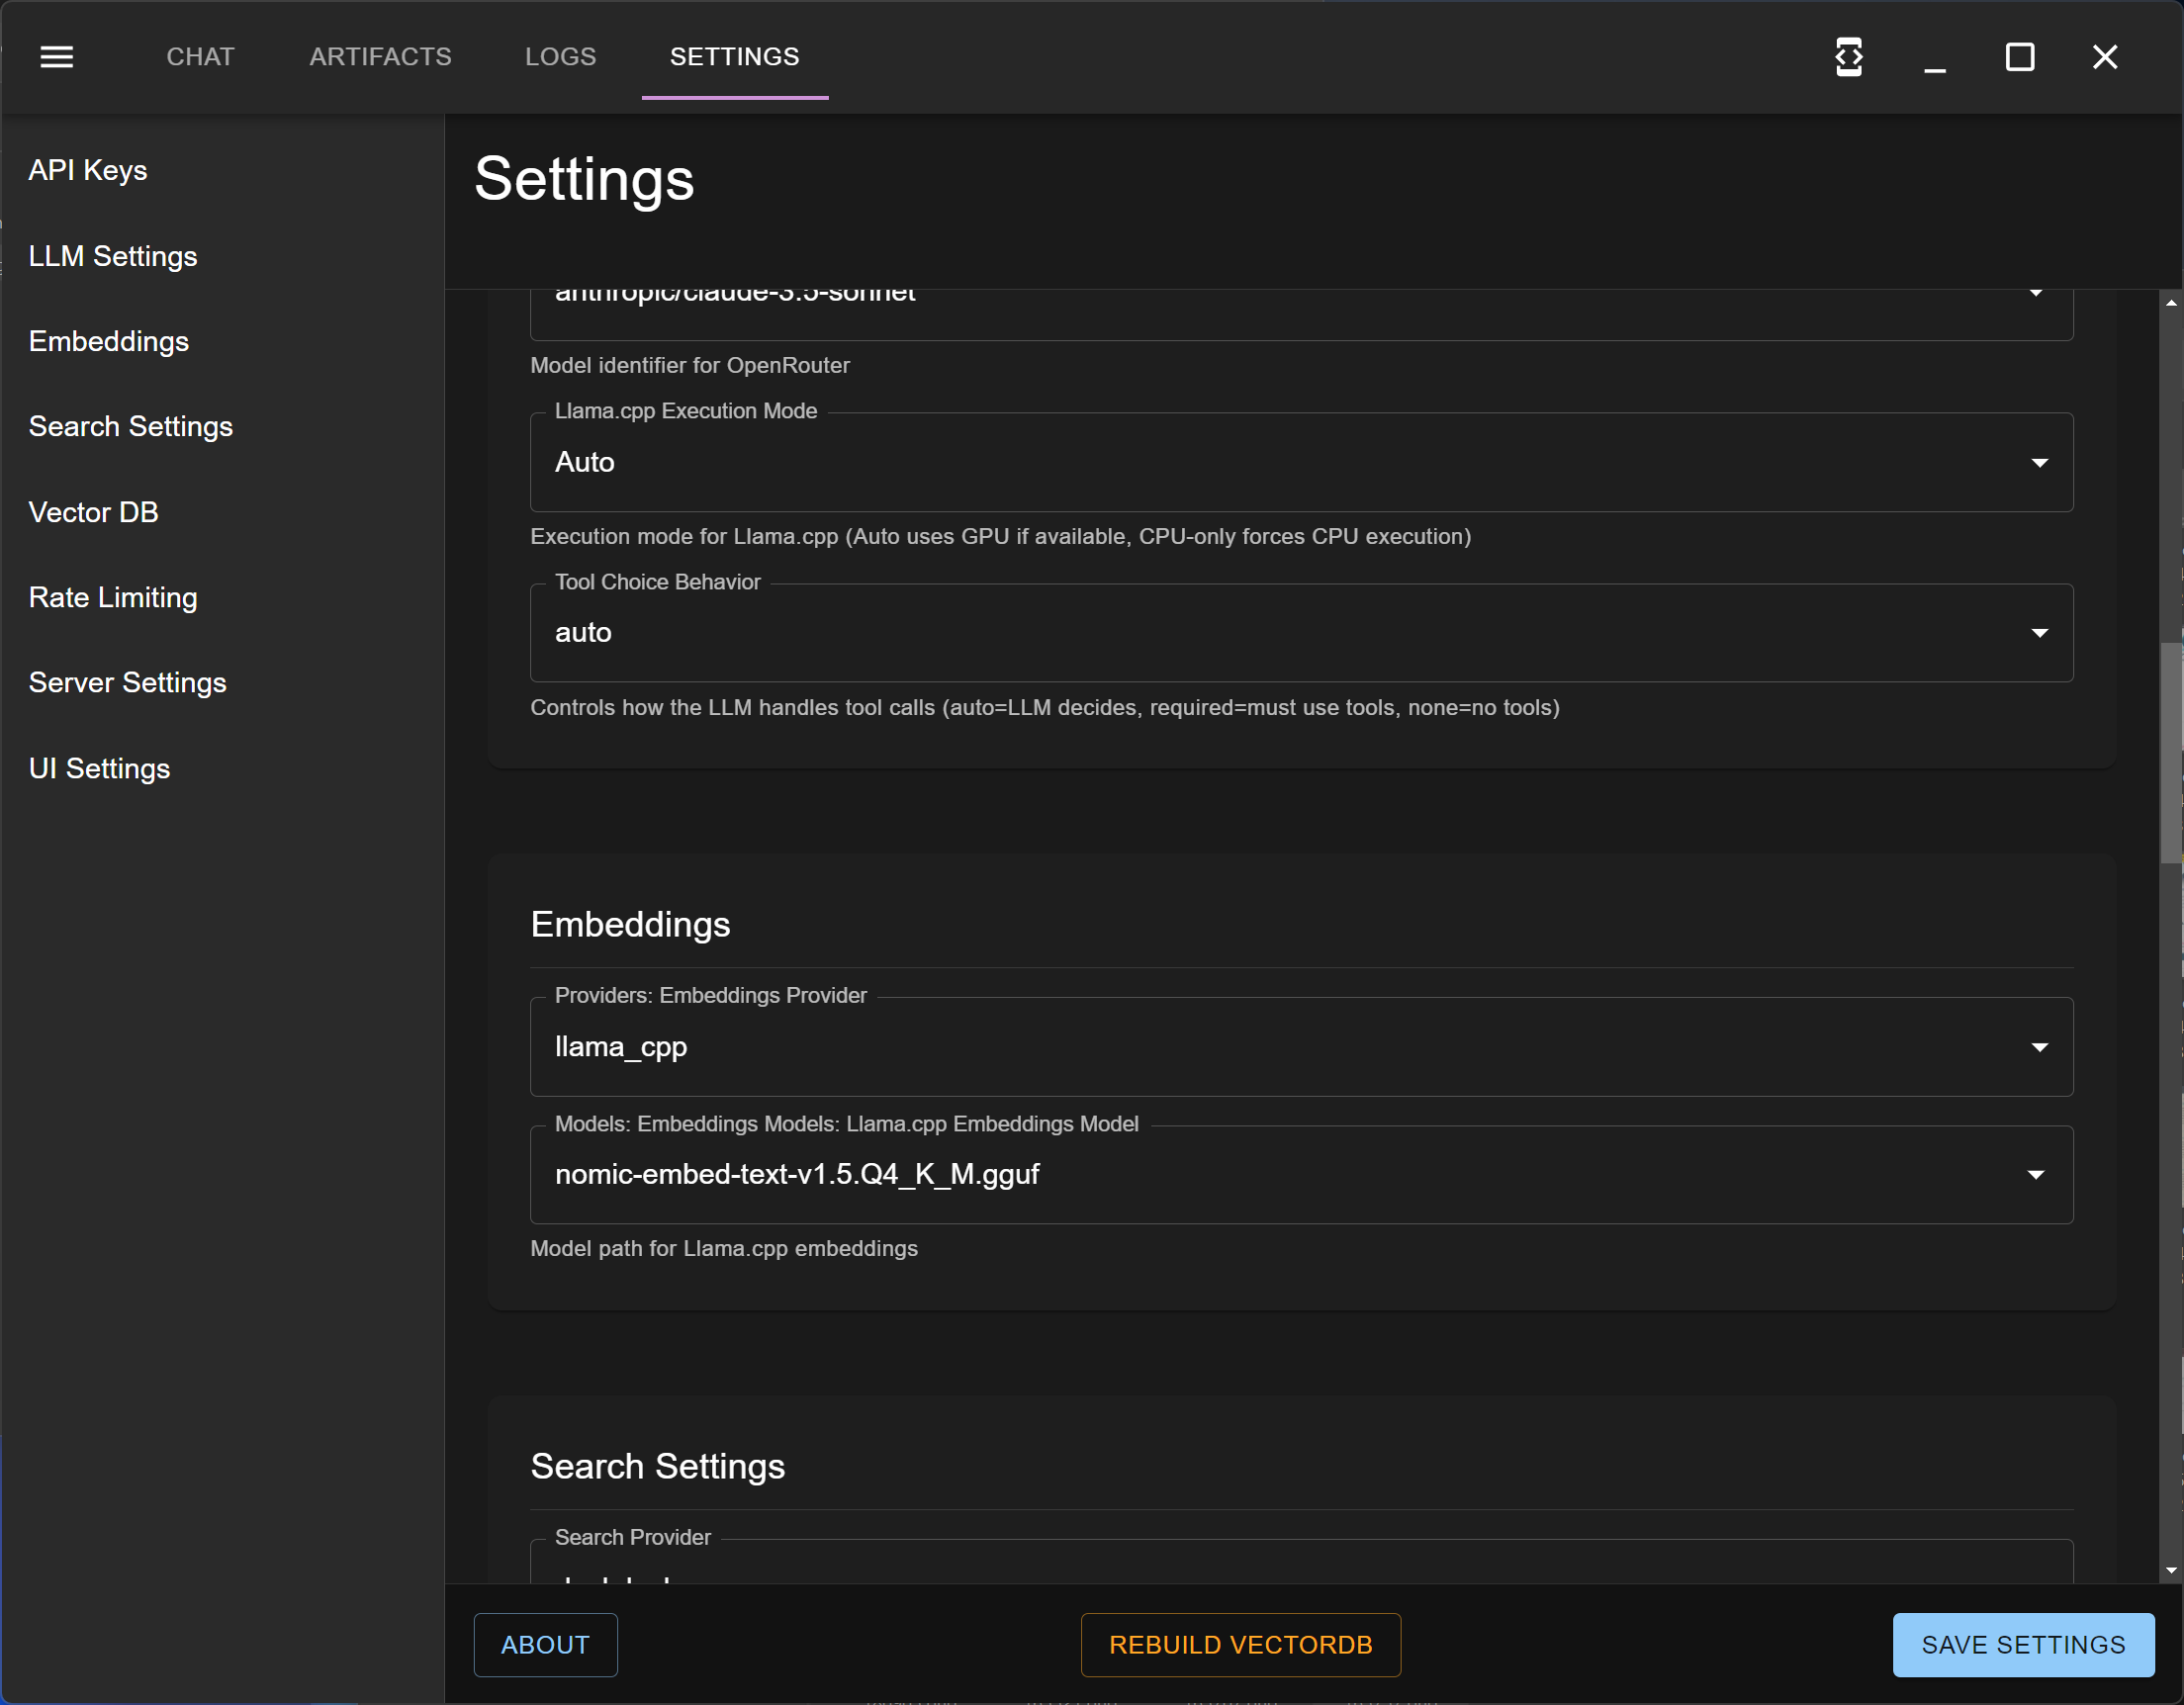 CHAT ARTIFACTS LOGS SETTINGS
API Keys
LLM Settings
Embeddings
Search Settings
Vector DB
Rate Limiting
Server Settings
UI Settings
Settings
anthropic/claude-3.5-sonnet
Model identifier for OpenRouter
Llama.cpp Execution Mode
Auto
Execution mode for Llama.cpp (Auto uses GPU if available, CPU-only forces CPU execution)
Tool Choice Behavior
auto
Controls how the LLM handles tool calls (auto=LLM decides, required=must use tools, none=no tools)
Embeddings
Providers: Embeddings Provider
llama_cpp
Models: Embeddings Models: Llama.cpp Embeddings Model
nomic-embed-text-v1.5.Q4_K_M.gguf
Model path for Llama.cpp embeddings
Search Settings
Search Provider
ABOUT
REBUILD VECTORDB
SAVE SETTINGS